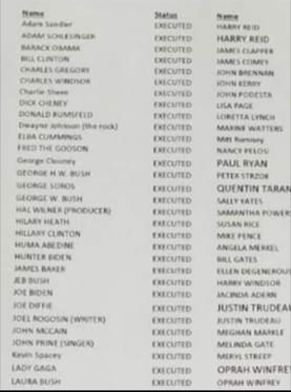 Name Status Name
Adam Sandler EXECUTED HARRY REID
ADAM SCHLESINGER EXECUTED HARRY REID
BARACK OBAMA EXECUTED JAMES CLAPPER
BILL CLINTON EXECUTED JAMES COMEY
CHARLES GREGORY EXECUTED JOHN BRENNAN
CHARLES WINDSOR EXECUTED JOHN KERRY
Charlie Sheen EXECUTED JOHN PODESTA
DICK CHENEY EXECUTED LISA PAGE
DONALD RUMSFELD EXECUTED LORETTA LYNCH
Dwayne Johnson (the rock) EXECUTED MAXINE WATTERS
ELBA CUMMINGS EXECUTED Mitt Romney
FRED THE GOODSON EXECUTED NANCY PELOSI
George Clooney EXECUTED PAUL RYAN
GEORGE H.W. BUSH EXECUTED PETER STRZOK
GEORGE SOROS EXECUTED QUENTIN TARAN
GEORGE W. BUSH EXECUTED SALLY YATES
HAL WILNER (PRODUCER) EXECUTED SAMANTHA POWERS
HILARY HEATH EXECUTED SUSAN RICE
HILLARY CLINTON EXECUTED MIKE PENCE
HUMA ABEDINE EXECUTED ANGELA MERKEL
HUNTER BIDEN EXECUTED BILL GATES
JAMES BAKER EXECUTED ELLEN DEGENEROUS
JEB BUSH EXECUTED HARRY WINDSOR
JOE BIDEN EXECUTED JACINDA ADERN
JOE DIFFIE EXECUTED JUSTIN TRUDEAU
JOEL ROGOSIN (WRITER) EXECUTED JUSTIN TRUDEAU
JOHN MCCAIN EXECUTED MEGHAN MARKLE
JOHN PRINE (SINGER) EXECUTED MELINDA GATE
Kevin Spacey EXECUTED MERYL STREEP
LADY GAGA EXECUTED OPRAH WINFREY
LAURA BUSH EXECUTED OPRAH WINFREY